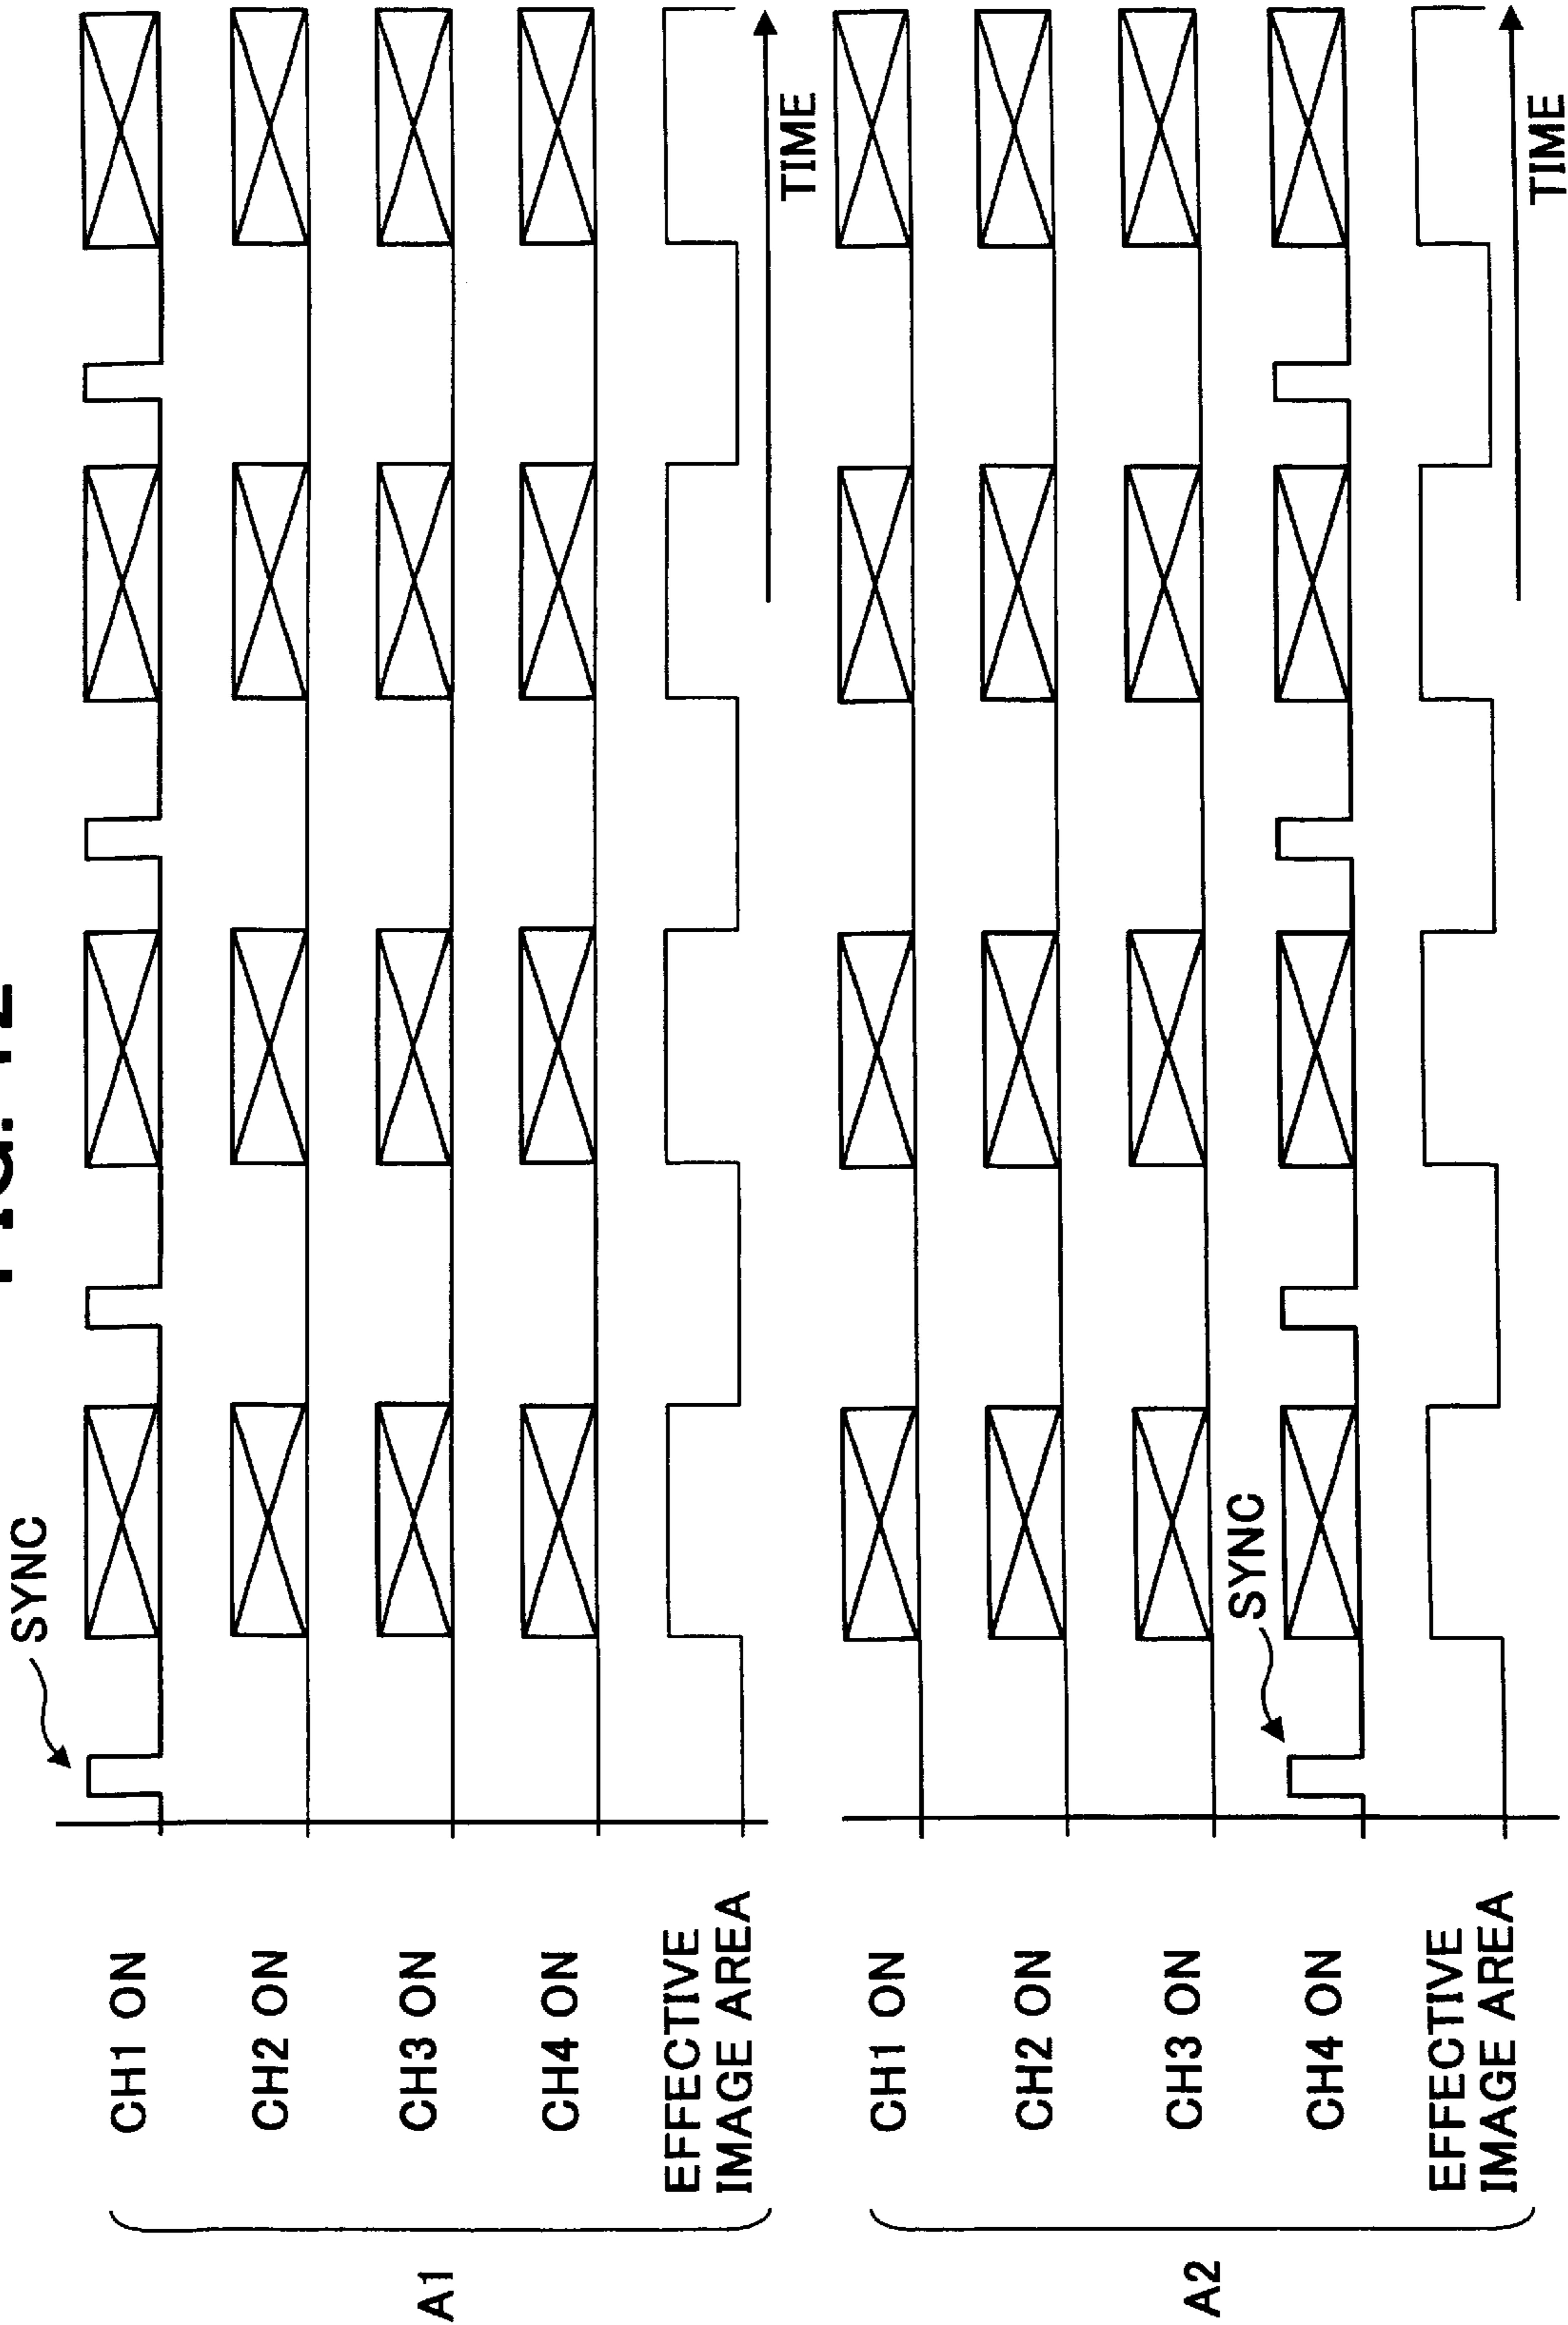 SYNC
CH1 ON
CH2 ON
CH3 ON
CH4 ON
EFFECTIVE
IMAGE AREA
A1
TIME
CH1 ON
CH2 ON
CH3 ON
SYNC
CH4 ON
EFFECTIVE
IMAGE AREA
A2
TIME